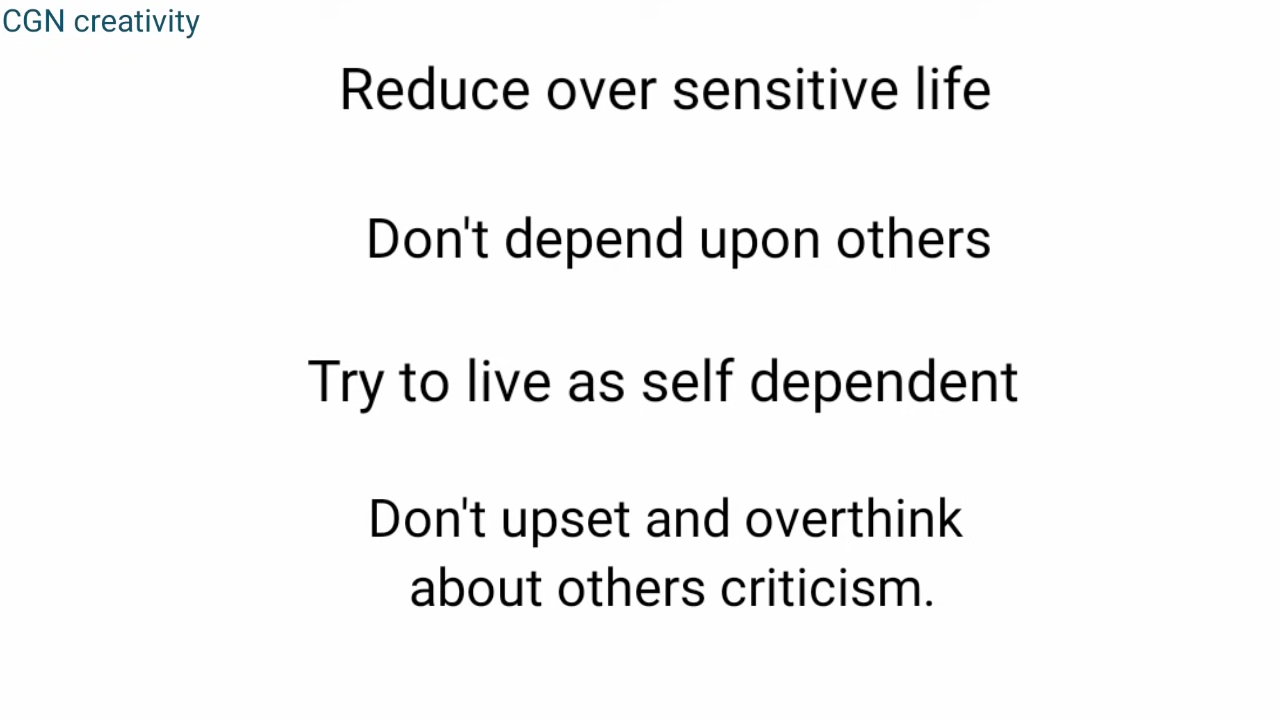 CGN creativity
Reduce over sensitive life
Don't depend upon others
Try to live as self dependent
Don't upset and overthink
about others criticism.